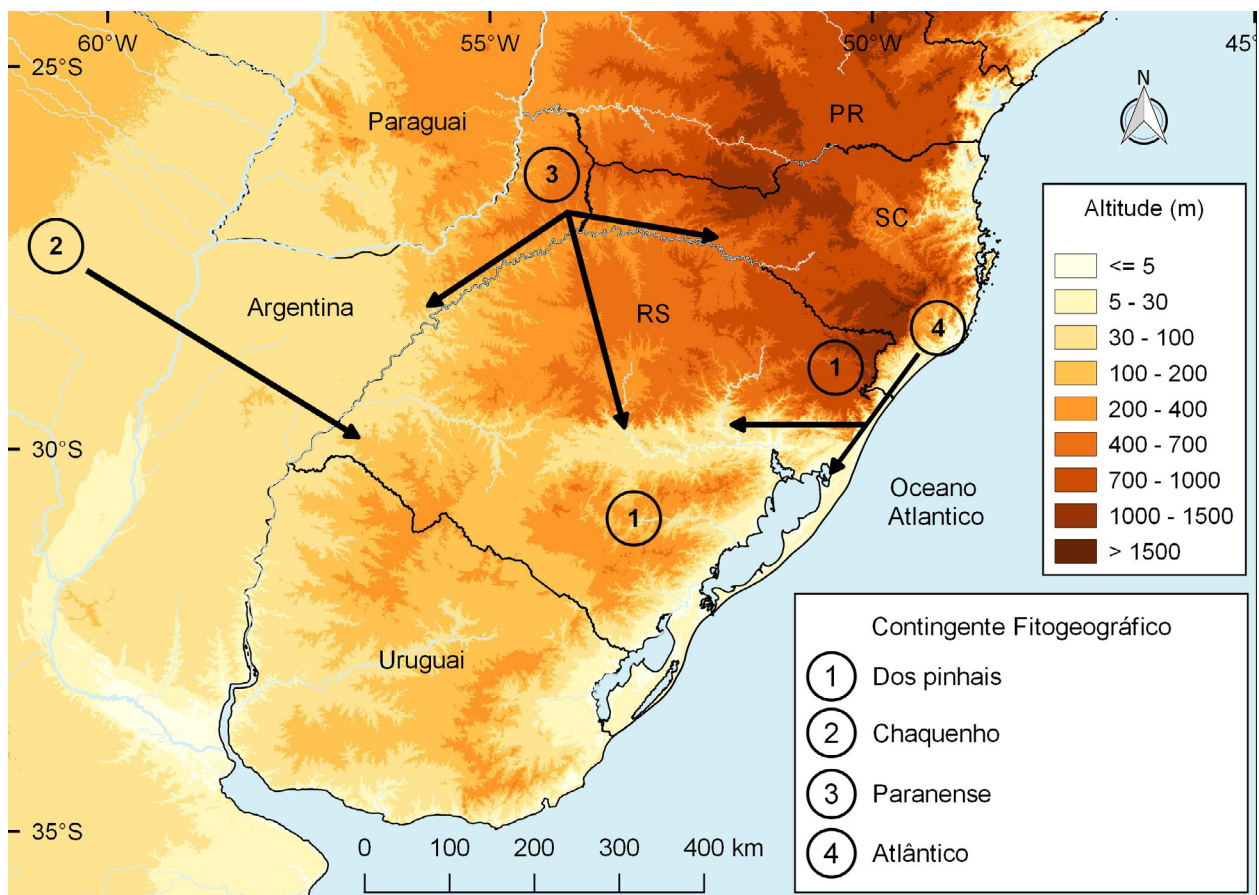 60°W
55°W
50°W
45°
25°S
N
Paraguai
PR
3
Altitude (m)
2
SC
<= 5
5 - 30
Argentina
RS
4
30 - 100
1
100 - 200
200 - 400
400 - 700
30°S
700 - 1000
Oceano
Atlantico
1
1000 - 1500
> 1500
Contingente Fitogeográfico
Uruguai
1 Dos pinhais
2 Chaquenho
3 Paranense
35°S
0 100 200 300 400 km
4 Atlântico